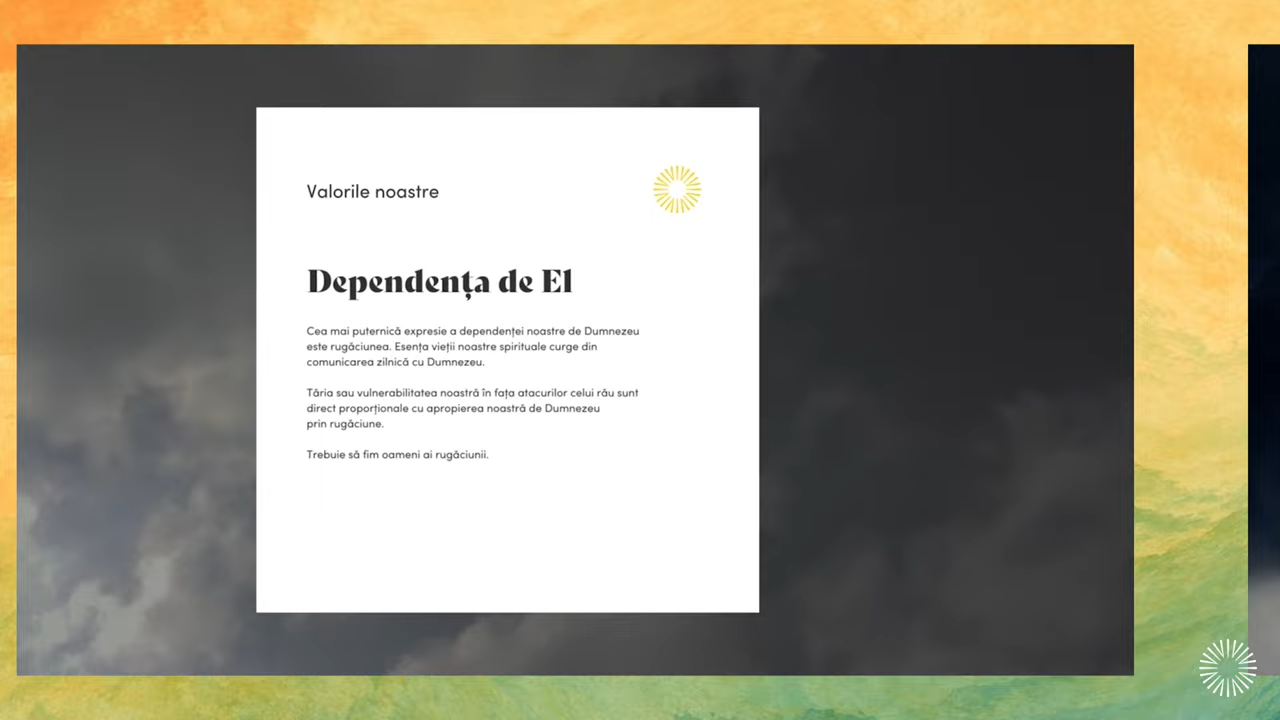 Valorile noastre
Dependența de El
Cea mai puternică expresie a dependenței noastre de Dumnezeu
este rugăciunea. Esența vieții noastre spirituale curge din
comunicarea zilnică cu Dumnezeu.
Tăria sau vulnerabilitatea noastră în fața atacurilor celui rău sunt
direct proporționale cu apropierea noastră de Dumnezeu
prin rugăciune.
Trebuie să fim oameni ai rugăciunii.